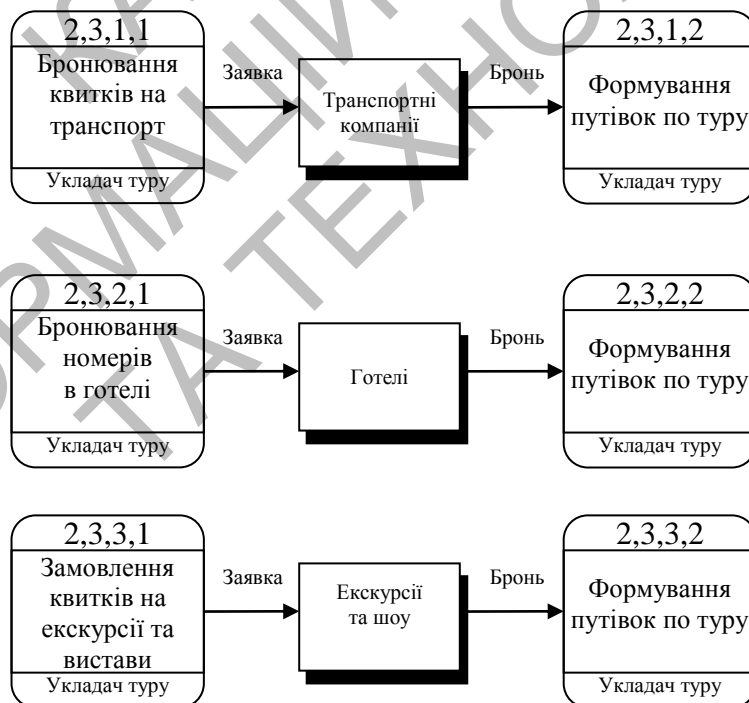 2,3,1,1
Бронювання
квитків на
транспорт
Укладач туру
Заявка
Транспортні
компанії
Бронь
2,3,1,2
Формування
путівок по туру
Укладач туру
2,3,2,1
Бронювання
номерів
в готелі
Укладач туру
Заявка
Готелі
Бронь
2,3,2,2
Формування
путівок по туру
Укладач туру
2,3,3,1
Замовлення
квитків на
екскурсії та
вистави
Укладач туру
Заявка
Екскурсії
та шоу
Бронь
2,3,3,2
Формування
путівок по туру
Укладач туру
ТА ТЕХНО